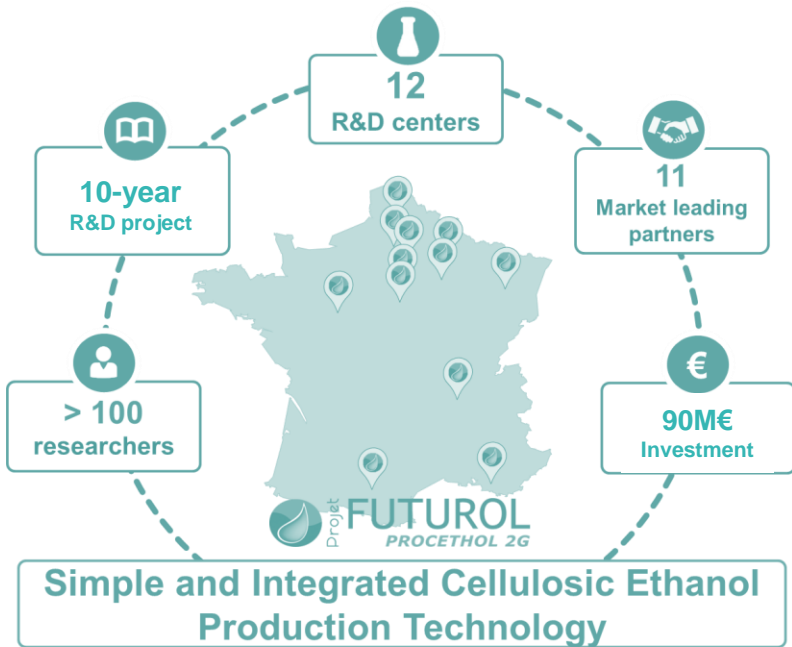 12
R&D centers
10-year
R&D project
11
Market leading
partners
> 100
researchers
€
90M€
Investment
Projet
FUTUROL
PROCETHOL 2G
Simple and Integrated Cellulosic Ethanol
Production Technology